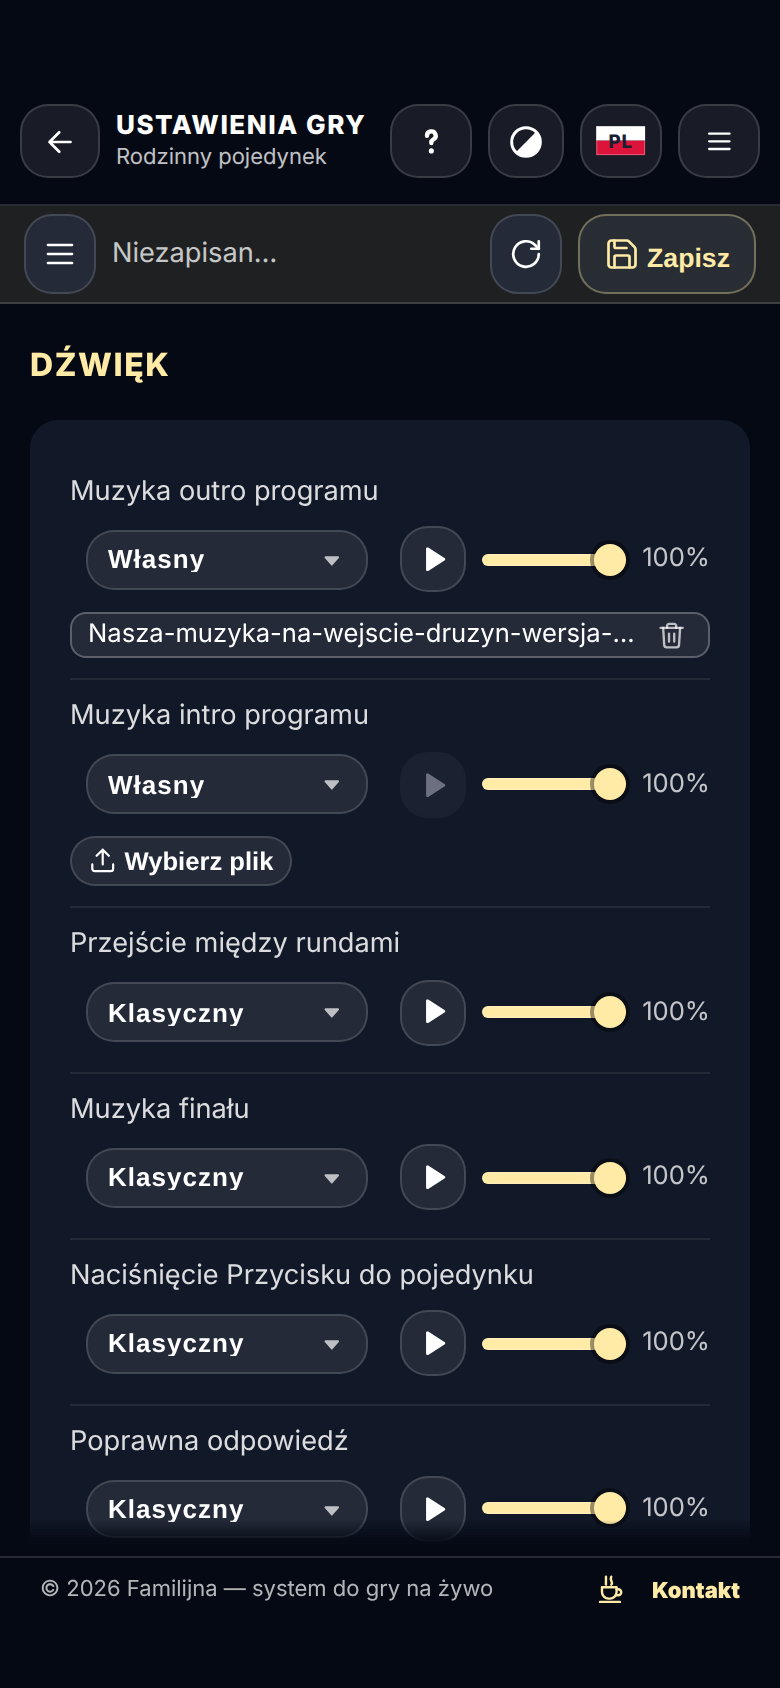 USTAWIENIA GRY
Rodzinny pojedynek
?
PL
Niezapisan...
Zapisz
DŹWIĘK
Muzyka outro programu
Własny
100%
Nasza-muzyka-na-wejscie-druzyn-wersja-...
Muzyka intro programu
Własny
100%
Wybierz plik
Przejście między rundami
Klasyczny
100%
Muzyka finału
Klasyczny
100%
Naciśnięcie Przycisku do pojedynku
Klasyczny
100%
Poprawna odpowiedź
Klasyczny
100%
© 2026 Familijna — system do gry na żywo
Kontakt